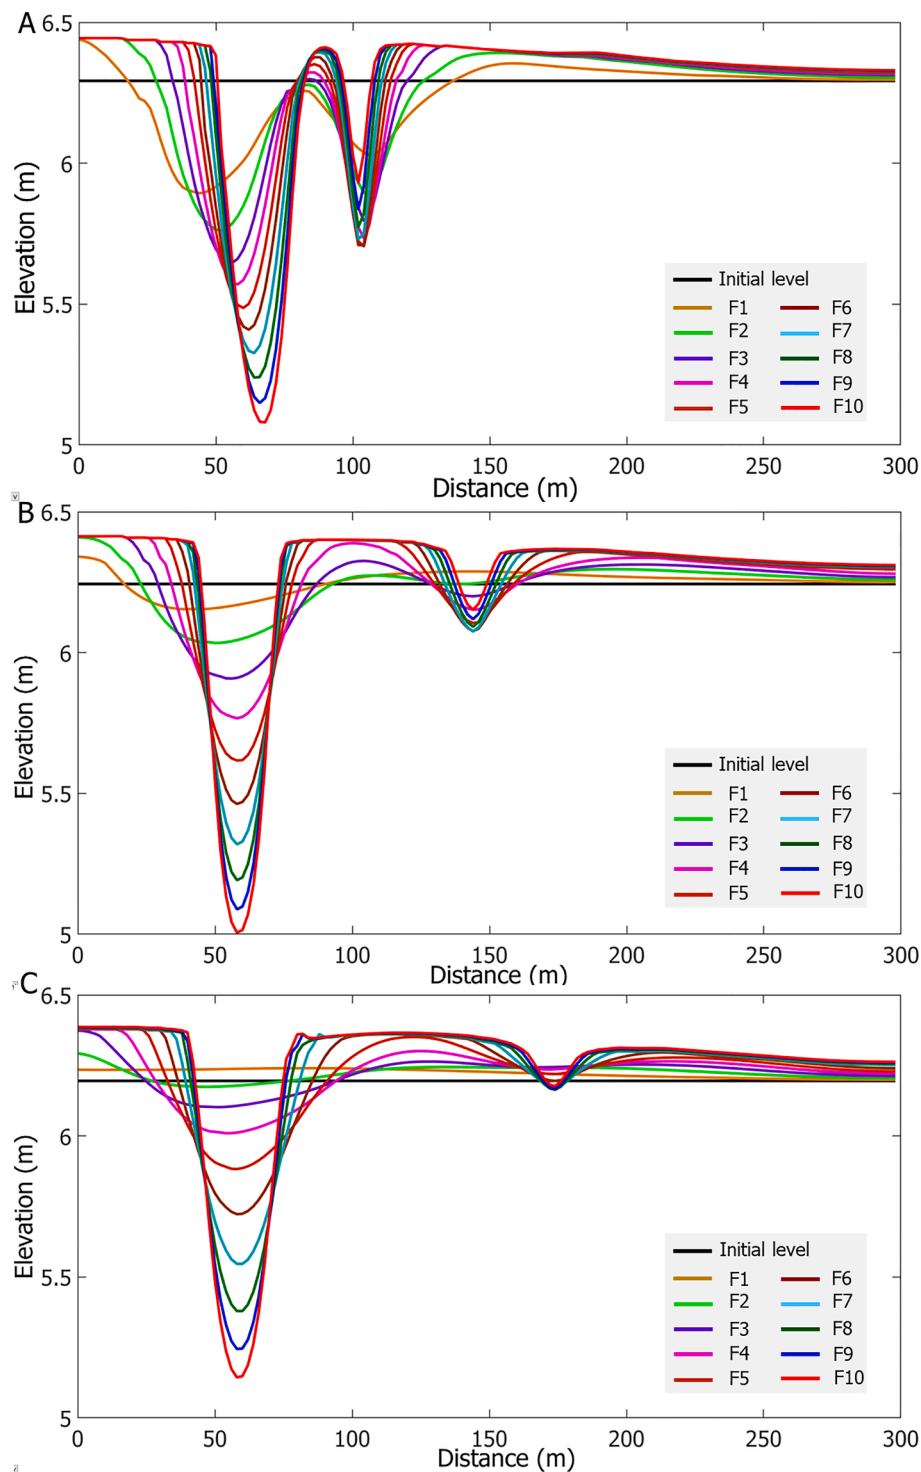 A
6.5
6
5.5
5
Elevation (m)
Initial level
F1 F6
F2 F7
F3 F8
F4 F9
F5 F10
0 50 100 150 200 250 300
Distance (m)
B
6.5
6
5.5
5
Elevation (m)
Initial level
F1 F6
F2 F7
F3 F8
F4 F9
F5 F10
0 50 100 150 200 250 300
Distance (m)
C
6.5
6
5.5
5
Elevation (m)
Initial level
F1 F6
F2 F7
F3 F8
F4 F9
F5 F10
0 50 100 150 200 250 300
Distance (m)